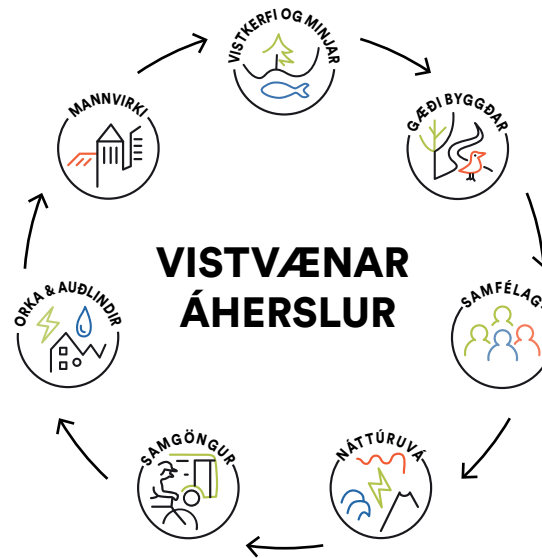 VISTKERFI OG MINJAR
GÆÐI BYGGÐAR
SAMFÉLAG
NÁTTÚRUVÁ
SAMGÖNGUR
ORKA & AUÐLINDIR
MANNVIRKI
VISTVÆNAR
ÁHERSLUR